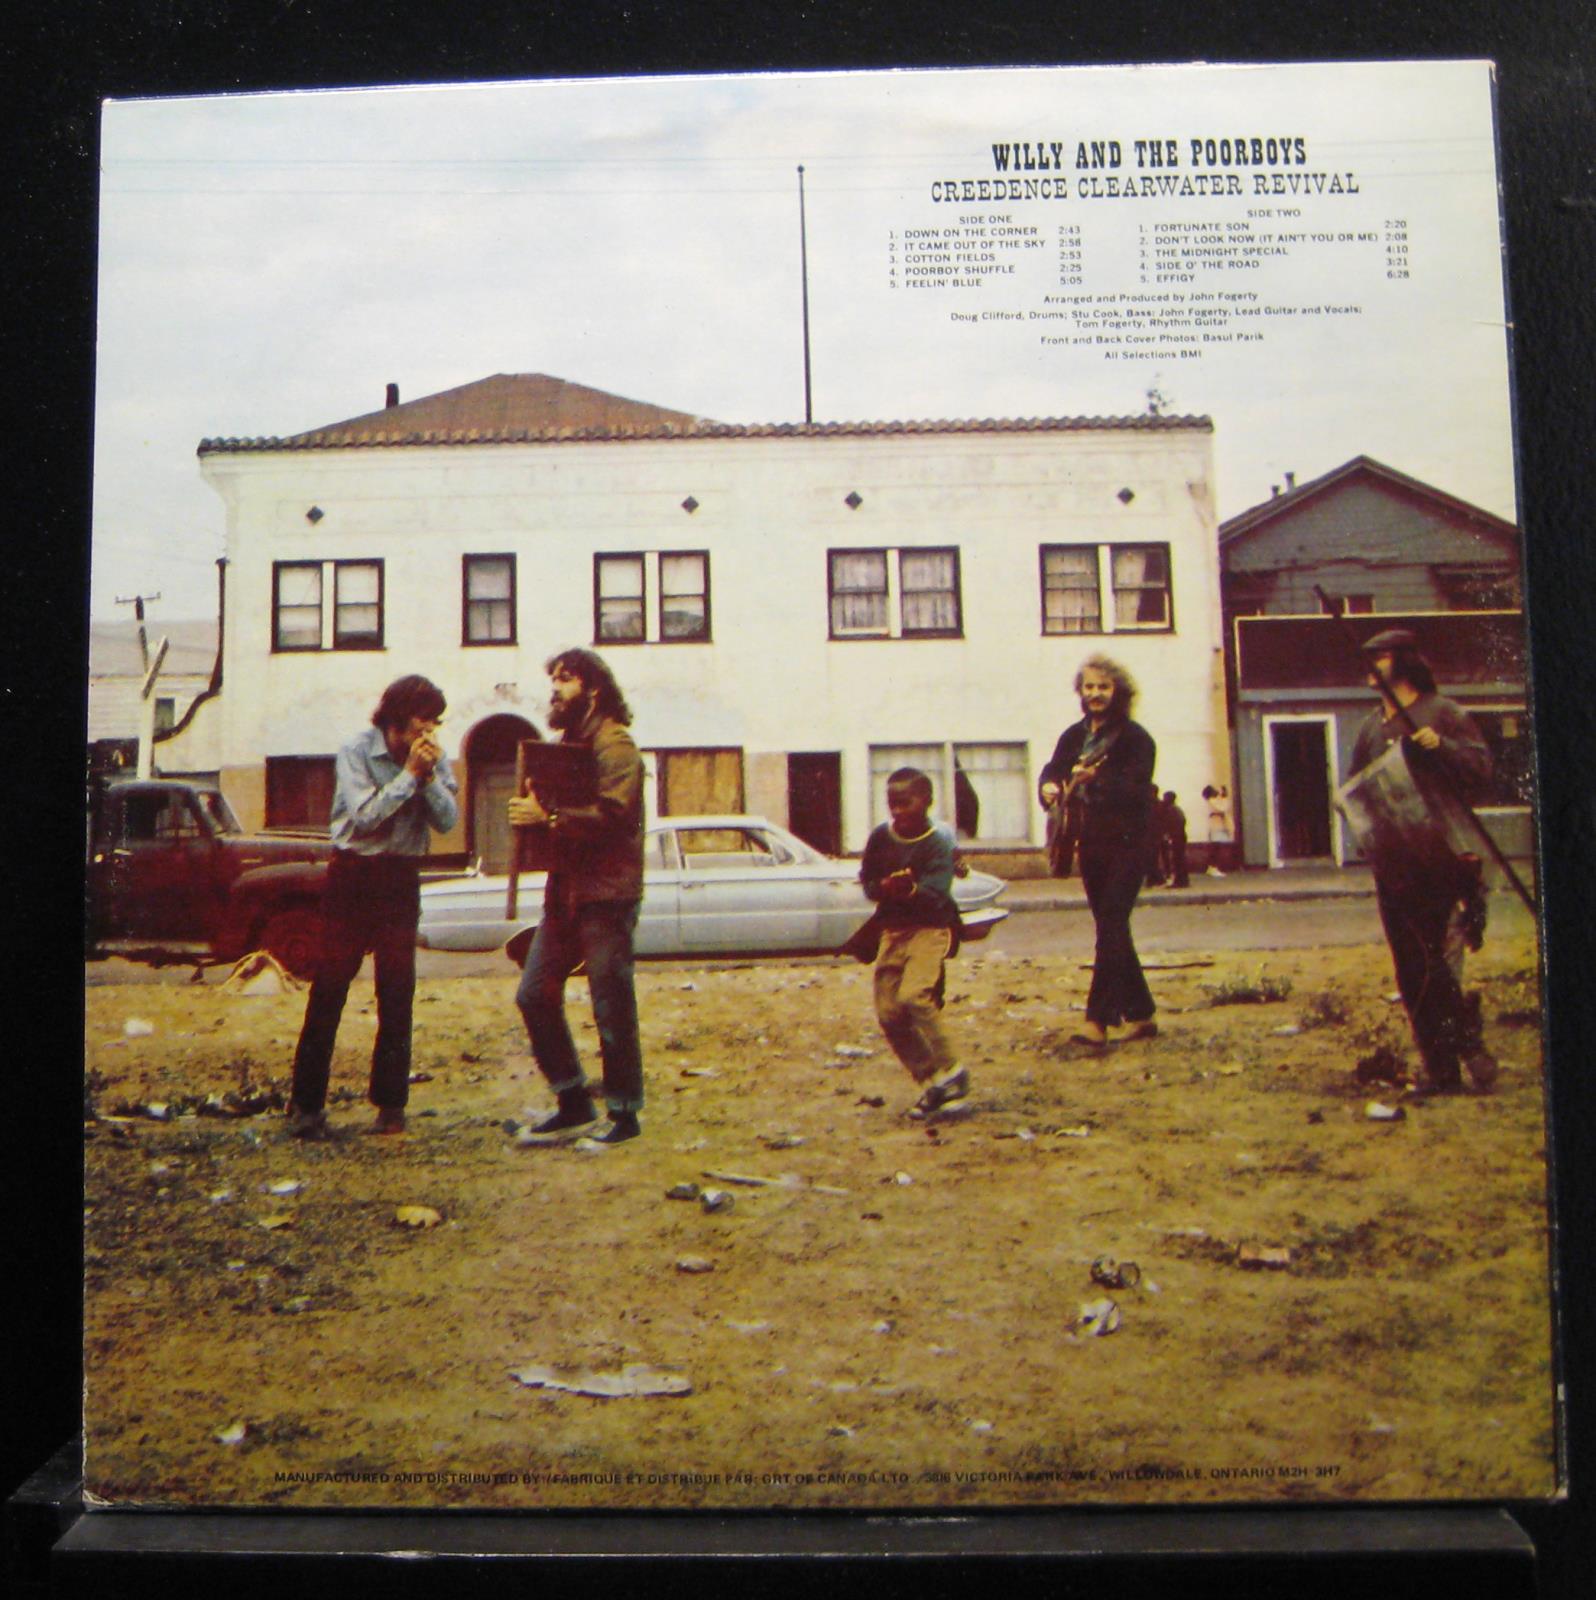 WILLY AND THE POORBOYS
CREEDENCE CLEARWATER REVIVAL
SIDE ONE
1. DOWN ON THE CORNER 2:43
2. IT CAME OUT OF THE SKY 2:58
3. COTTON FIELDS 2:53
4. POORBOY SHUFFLE 2:25
5. FEELIN' BLUE 5:05
SIDE TWO
1. FORTUNATE SON 2:20
2. DON'T LOOK NOW (IT AIN'T YOU OR ME) 2:08
3. THE MIDNIGHT SPECIAL 4:10
4. SIDE O' THE ROAD 3:21
5. EFFIGY 6:28
Arranged and Produced by John Fogerty
Doug Clifford, Drums; Stu Cook, Bass; John Fogerty, Lead Guitar and Vocals;
Tom Fogerty, Rhythm Guitar
Front and Back Cover Photos: Basul Parik
All Selections BMI
MANUFACTURED AND DISTRIBUTED BY: / FABRIQUE ET DISTRIBUE PAR: GRT OF CANADA LTD., 3816 VICTORIA PARK AVE., WILLOWDALE, ONTARIO M2H 3H7